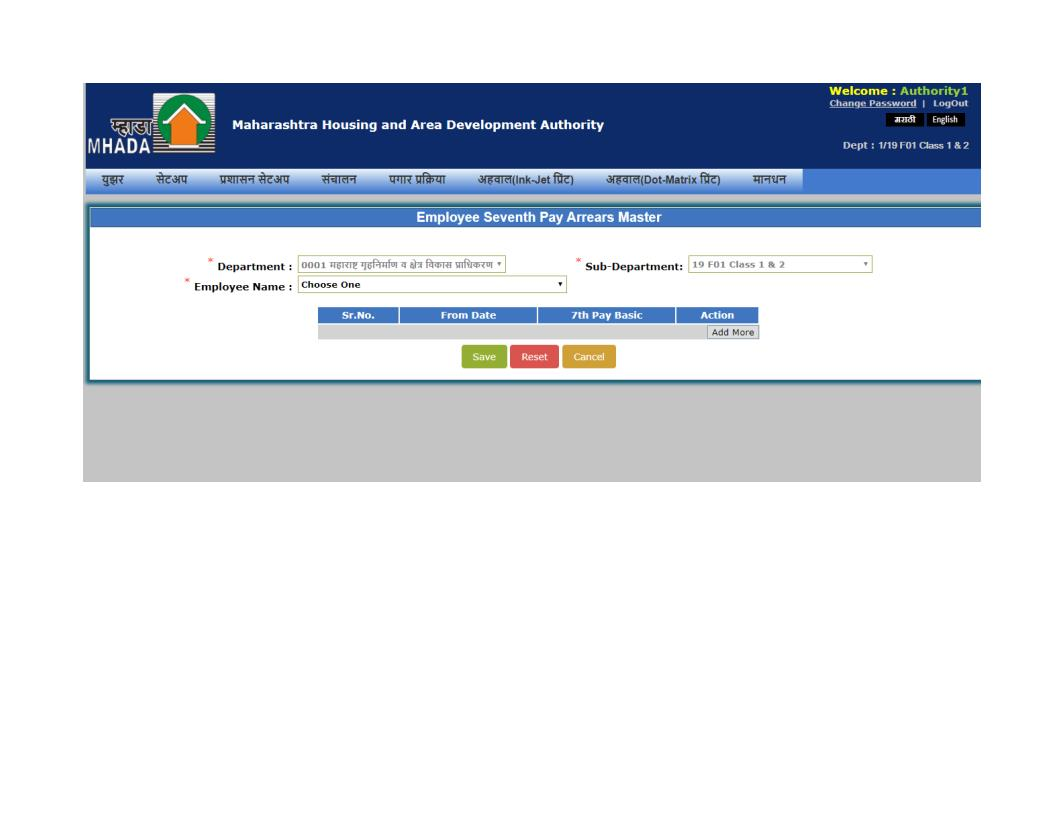 Welcome : Authority1
Change Password | LogOut
मराठी English
म्हाडा
MHADA
Maharashtra Housing and Area Development Authority
Dept : 1/19 F01 Class 1 & 2
युझर सेटअप प्रशासन सेटअप संचालन पगार प्रक्रिया अहवाल(Ink-Jet प्रिंट) अहवाल(Dot-Matrix प्रिंट) मानधन
Employee Seventh Pay Arrears Master
* Department : 0001 महाराष्ट्र गृहनिर्माण व क्षेत्र विकास प्राधिकरण * Sub-Department: 19 F01 Class 1 & 2
* Employee Name : Choose One
Sr.No. From Date 7th Pay Basic Action
Add More
Save Reset Cancel